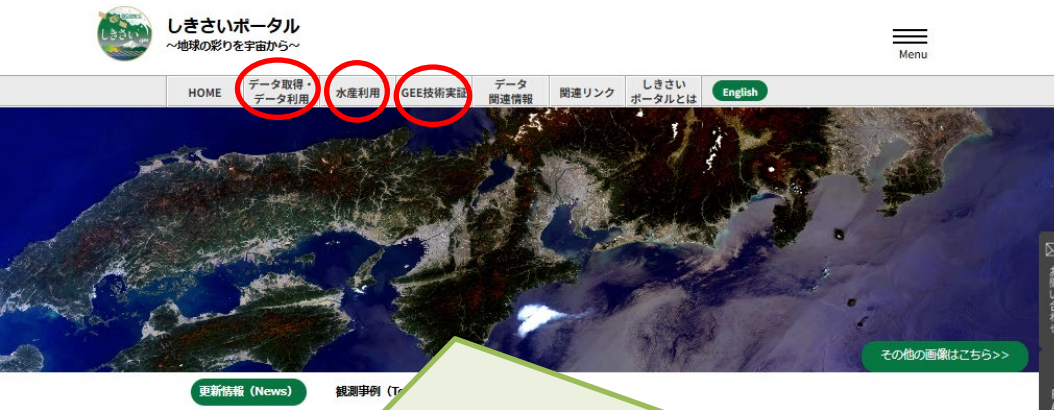 しきさい
しきさいポータル
～地球の彩りを宇宙から～
Menu
HOME
データ取得・
データ利用
水産利用
GEE技術実証
データ
関連情報
関連リンク
しきさい
ポータルとは
English
その他の画像はこちら>>
更新情報（News）
観測事例（To